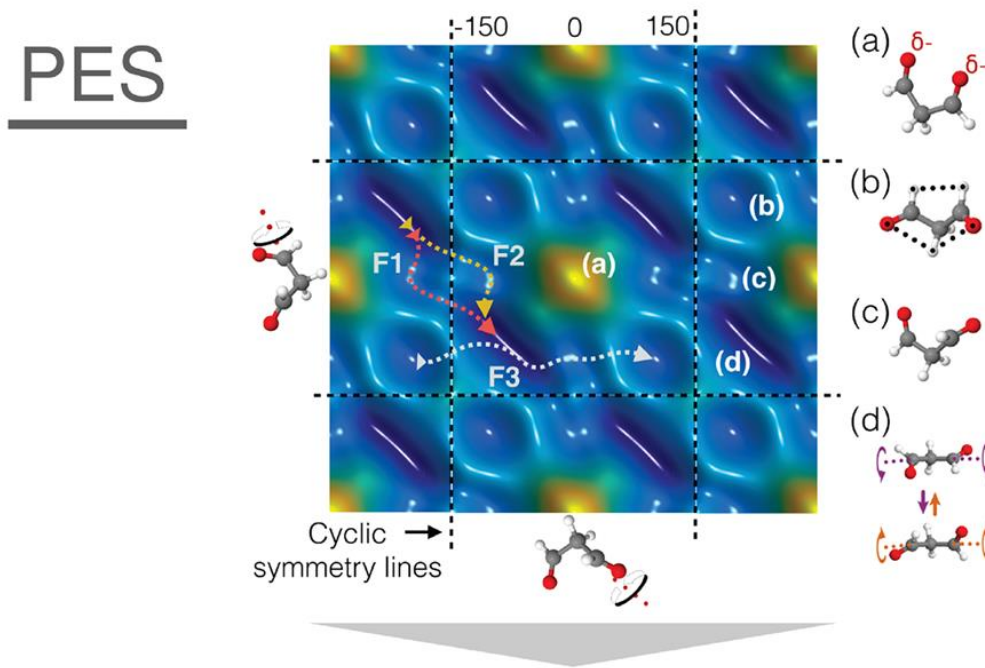 PES
-150 0 150
(a)
δ- δ-
(b)
(c)
(d)
F1 F2
(a)
(b)
(c)
(d)
F3
Cyclic
symmetry lines